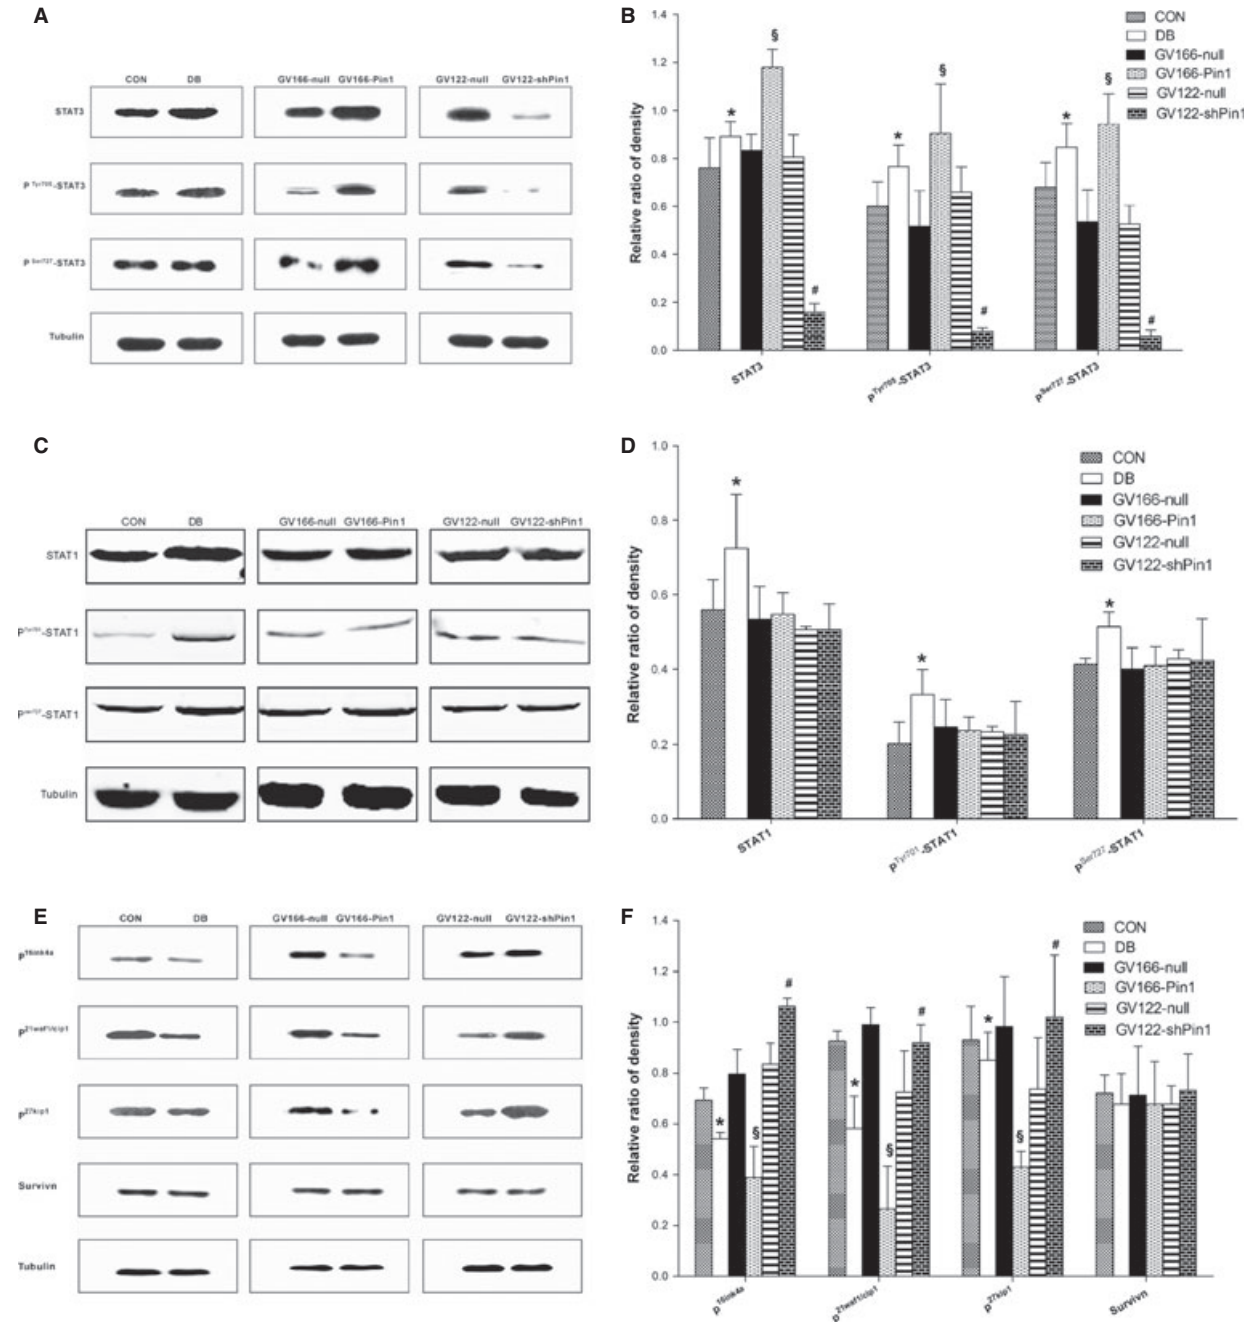 A
CON DB GV166-null GV166-Pin1 GV122-null GV122-shPin1
STAT3
P Tyr705-STAT3
P Ser727-STAT3
Tubulin
B
1.4
1.2
1.0
0.8
0.6
0.4
0.2
0.0
Relative ratio of density
* § #
* § #
* § #
CON
DB
GV166-null
GV166-Pin1
GV122-null
GV122-shPin1
STAT3 PTyr705-STAT3 PSer727-STAT3
C
CON DB GV166-null GV166-Pin1 GV122-null GV122-shPin1
STAT1
PTyr701-STAT1
Pser727-STAT1
Tubulin
D
1.0
0.8
0.6
0.4
0.2
0.0
Relative ratio of density
*
*
*
CON
DB
GV166-null
GV166-Pin1
GV122-null
GV122-shPin1
STAT1 PTyr701-STAT1 PSer727-STAT1
E
CON DB GV166-null GV166-Pin1 GV122-null GV122-shPin1
P16ink4a
P21waf1/cip1
P27kip1
Survivn
Tubulin
F
1.4
1.2
1.0
0.8
0.6
0.4
0.2
0.0
Relative ratio of density
* § #
* § #
* § #
CON
DB
GV166-null
GV166-Pin1
GV122-null
GV122-shPin1
P16ink4a P21waf1/cip1 P27kip1 Survivn